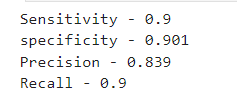 Sensitivity - 0.9
specificity - 0.901
Precision - 0.839
Recall - 0.9